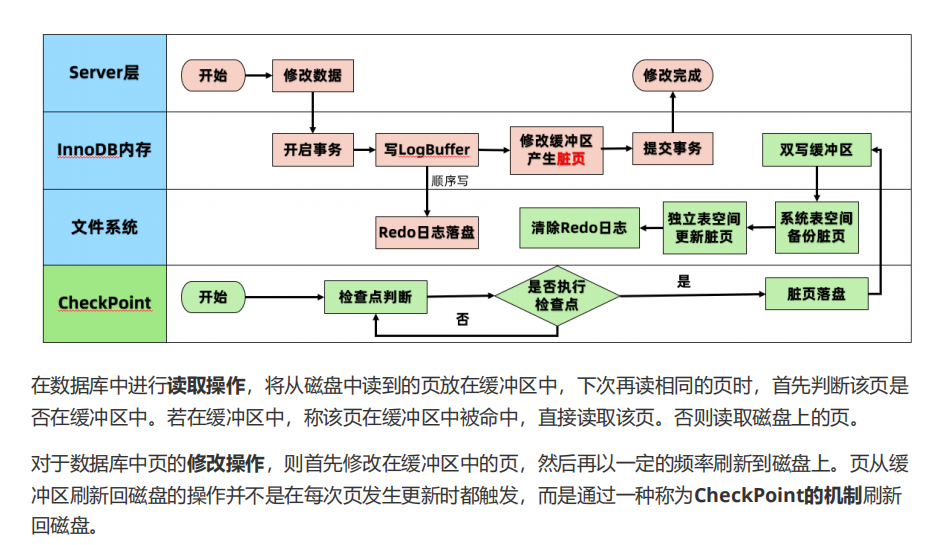 Server层
开始
修改数据
修改完成
InnoDB内存
开启事务
写LogBuffer
修改缓冲区
产生脏页
提交事务
双写缓冲区
顺序写
文件系统
Redo日志落盘
清除Redo日志
独立表空间
更新脏页
系统表空间
备份脏页
CheckPoint
开始
检查点判断
是否执行
检查点
是
否
脏页落盘
在数据库中进行读取操作，将从磁盘中读到的页放在缓冲区中，下次再读相同的页时，首先判断该页是
否在缓冲区中。若在缓冲区中，称该页在缓冲区中被命中，直接读取该页。否则读取磁盘上的页。
对于数据库中页的修改操作，则首先修改在缓冲区中的页，然后再以一定的频率刷新到磁盘上。页从缓
冲区刷新回磁盘的操作并不是在每次页发生更新时都触发，而是通过一种称为CheckPoint的机制刷新
回磁盘。